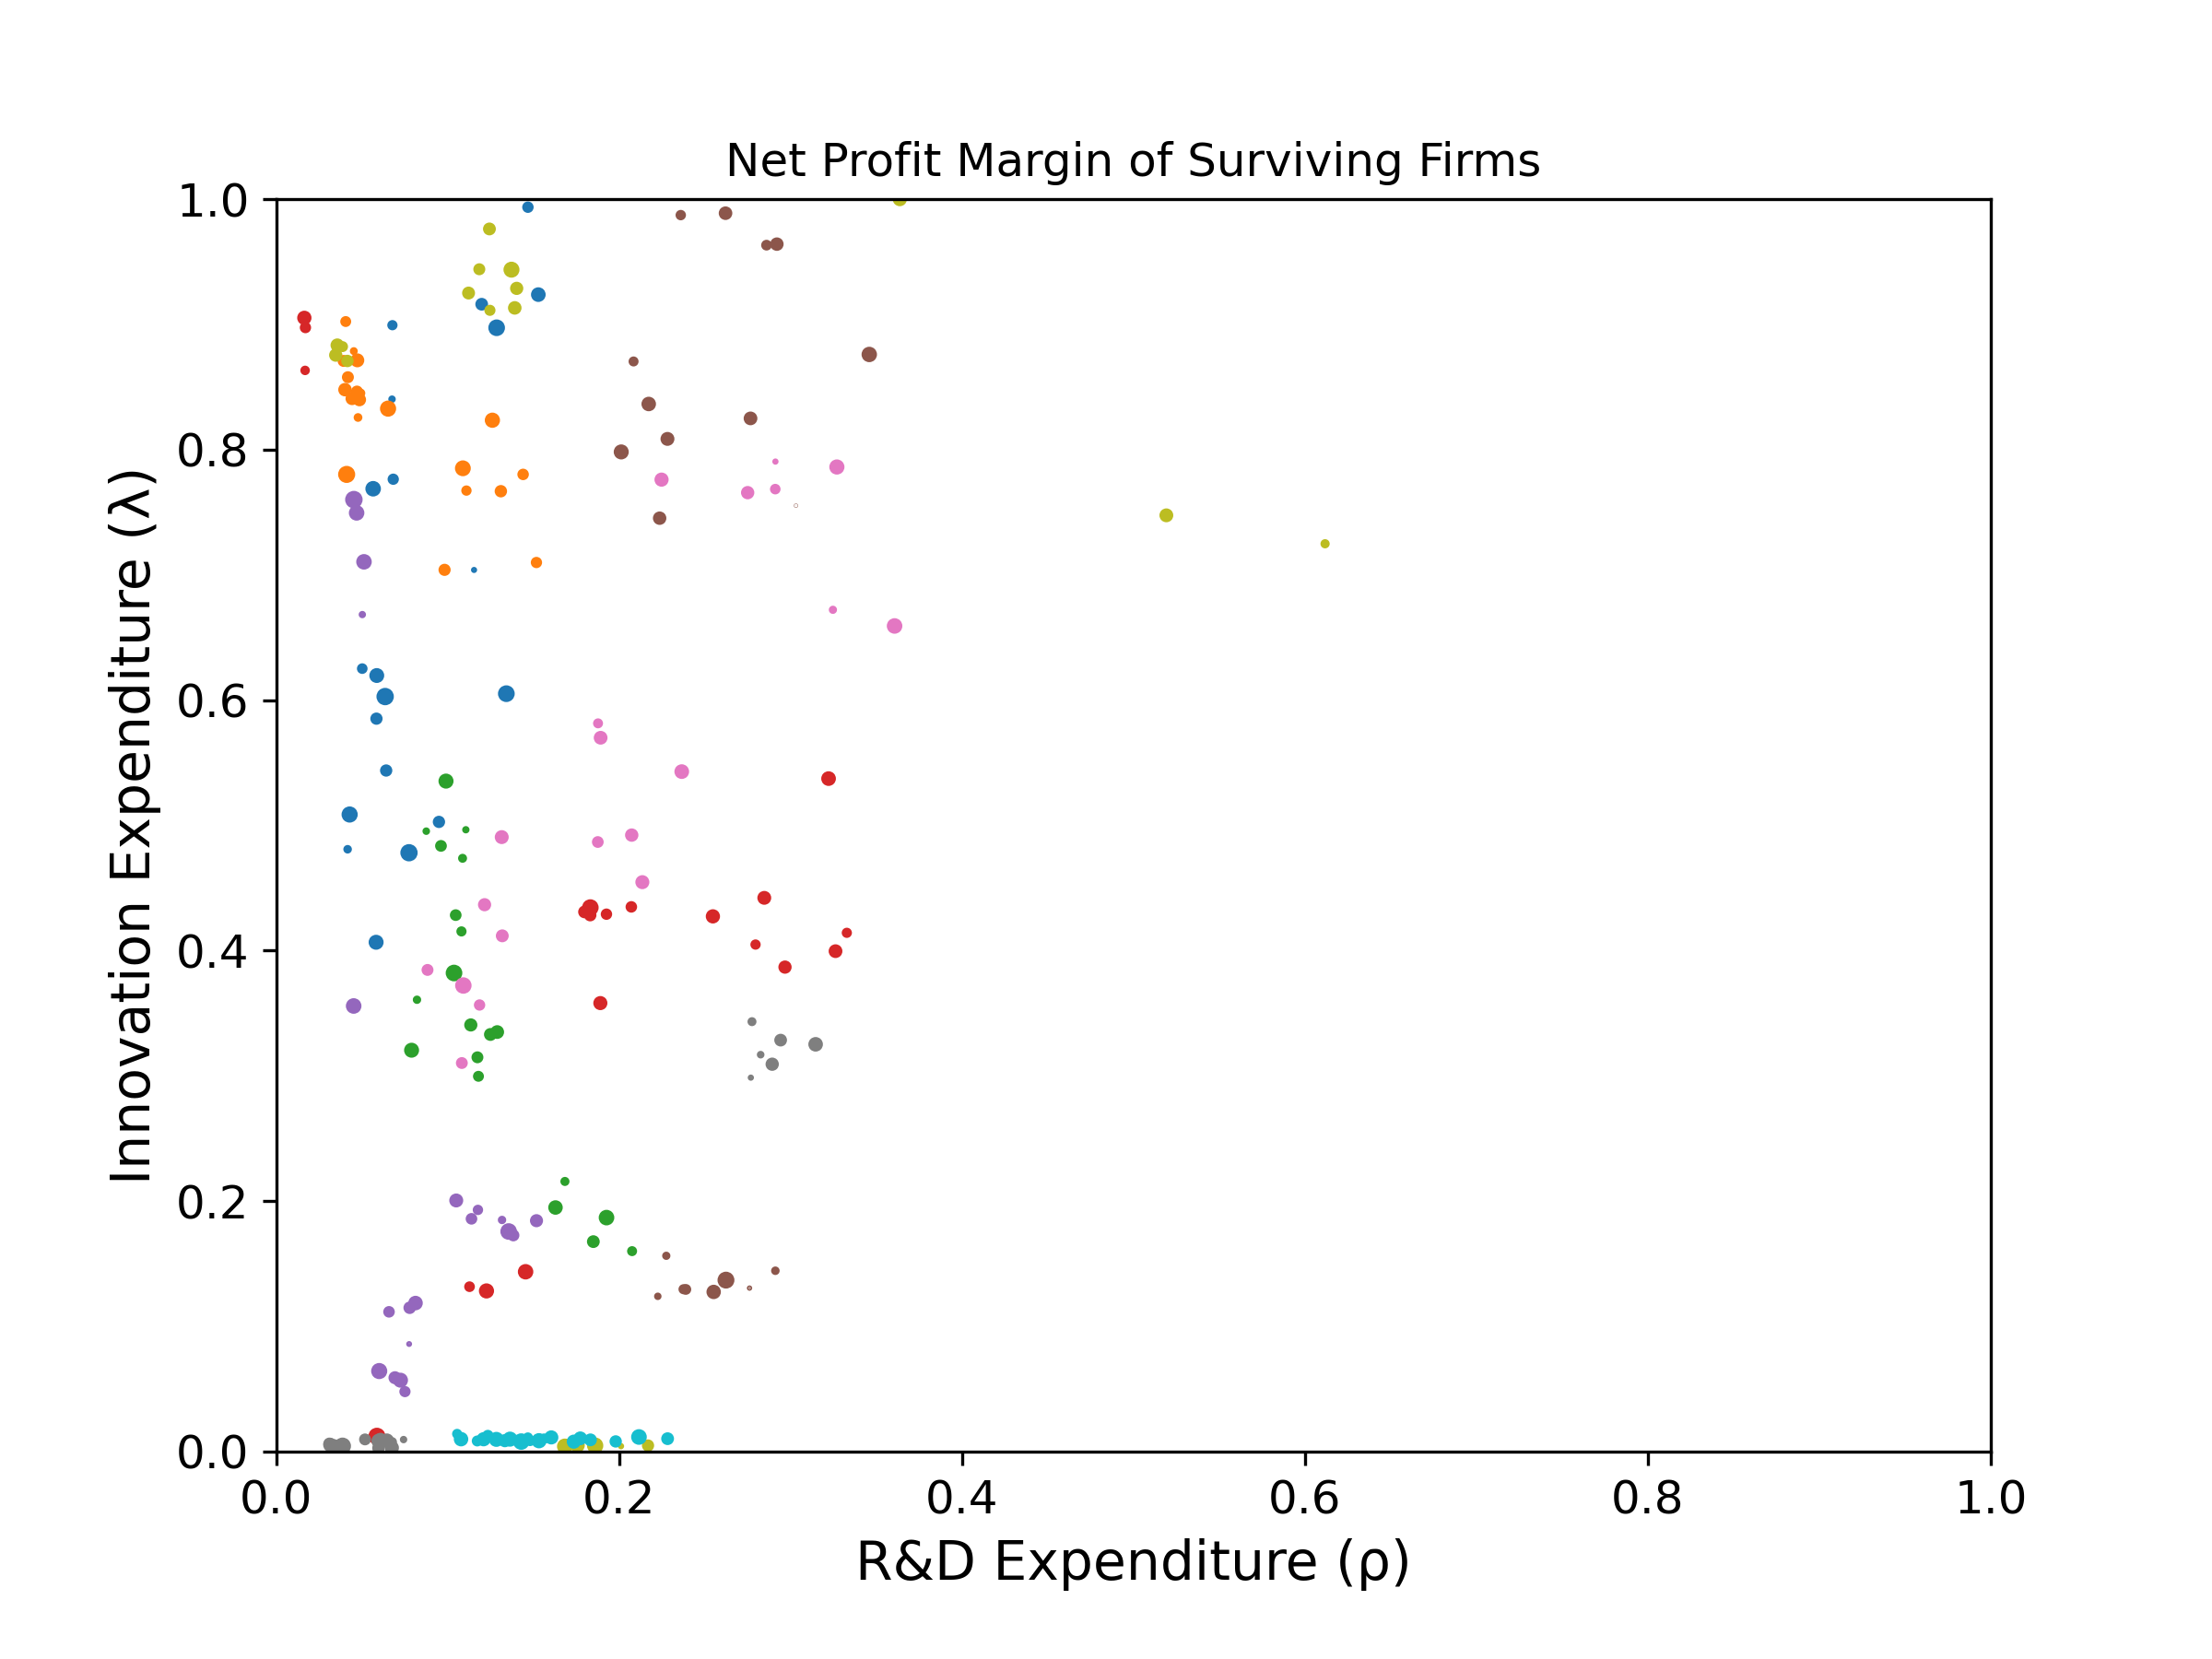 Net Profit Margin of Surviving Firms
1.0
0.8
0.6
0.4
0.2
0.0
Innovation Expenditure (λ)
0.0 0.2 0.4 0.6 0.8 1.0
R&D Expenditure (ρ)